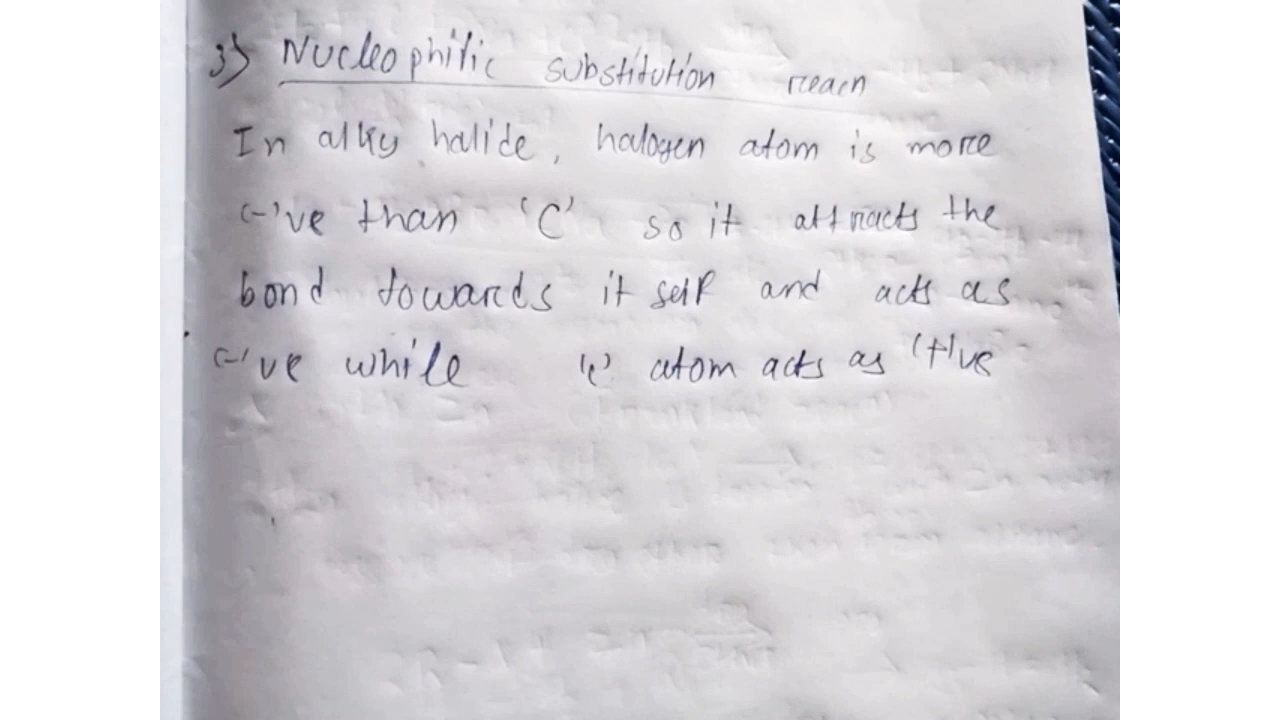 3) Nucleophilic substitution reacn
In alky halide, halogen atom is more
(-)'ve than 'C' so it attracts the
bond towards it self and acts as
(-)'ve while 'c' atom acts as (+)'ve